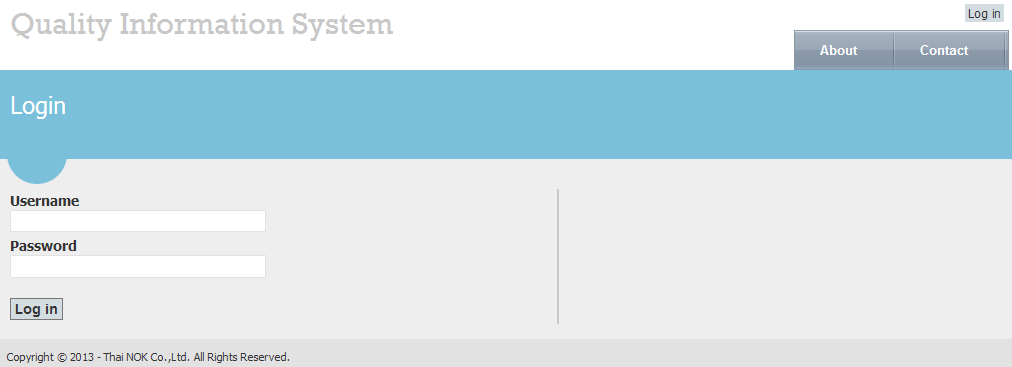 Quality Information System
Log in
About
Contact
Login
Username
Password
Log in
Copyright © 2013 - Thai NOK Co.,Ltd. All Rights Reserved.